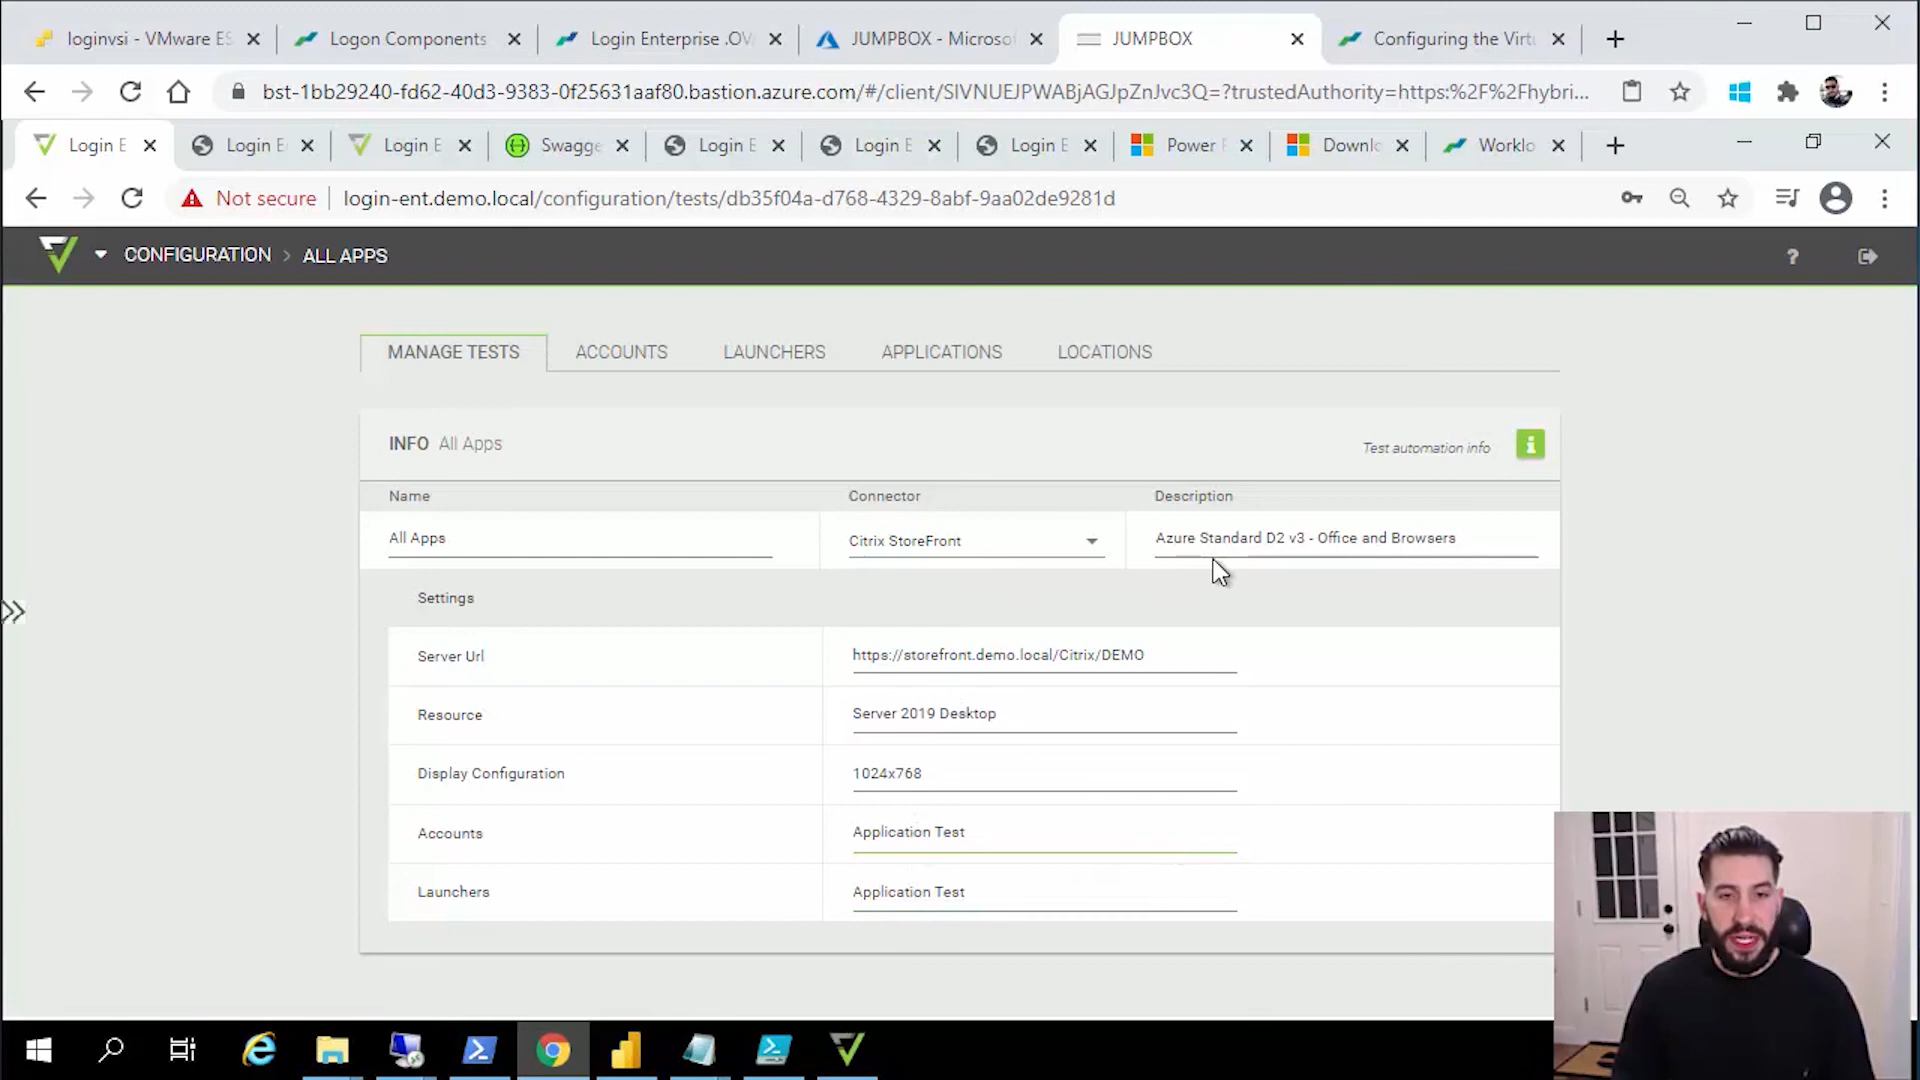 loginvsi - VMware ES
Logon Components
Login Enterprise .OV
JUMPBOX - Microso
JUMPBOX
Configuring the Virtu
bst-1bb29240-fd62-40d3-9383-0f25631aaf80.bastion.azure.com/#/client/SlVNUEJPWABjAGJpZnJvc3Q=?trustedAuthority=https:%2F%2Fhybri...
Login E
Login E
Login E
Swagge
Login E
Login E
Login E
Power
Downlo
Worklo
Not secure
login-ent.demo.local/configuration/tests/db35f04a-d768-4329-8abf-9aa02de9281d
CONFIGURATION > ALL APPS
?
MANAGE TESTS
ACCOUNTS
LAUNCHERS
APPLICATIONS
LOCATIONS
INFO All Apps
Test automation info
Name
Connector
Description
All Apps
Citrix StoreFront
Azure Standard D2 v3 - Office and Browsers
Settings
Server Url
https://storefront.demo.local/Citrix/DEMO
Resource
Server 2019 Desktop
Display Configuration
1024x768
Accounts
Application Test
Launchers
Application Test